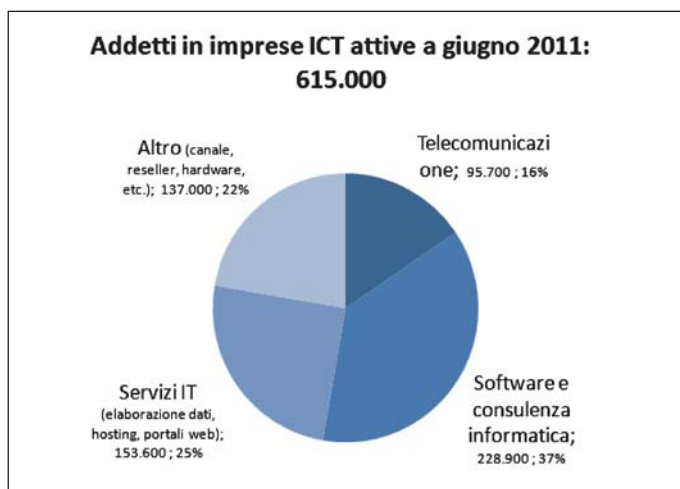 Addetti in imprese ICT attive a giugno 2011:
615.000
Altro (canale,
reseller, hardware,
etc.); 137.000 ; 22%
Telecomunicazi
one; 95.700 ; 16%
Servizi IT
(elaborazione dati,
hosting, portali web);
153.600 ; 25%
Software e
consulenza
informatica;
228.900 ; 37%